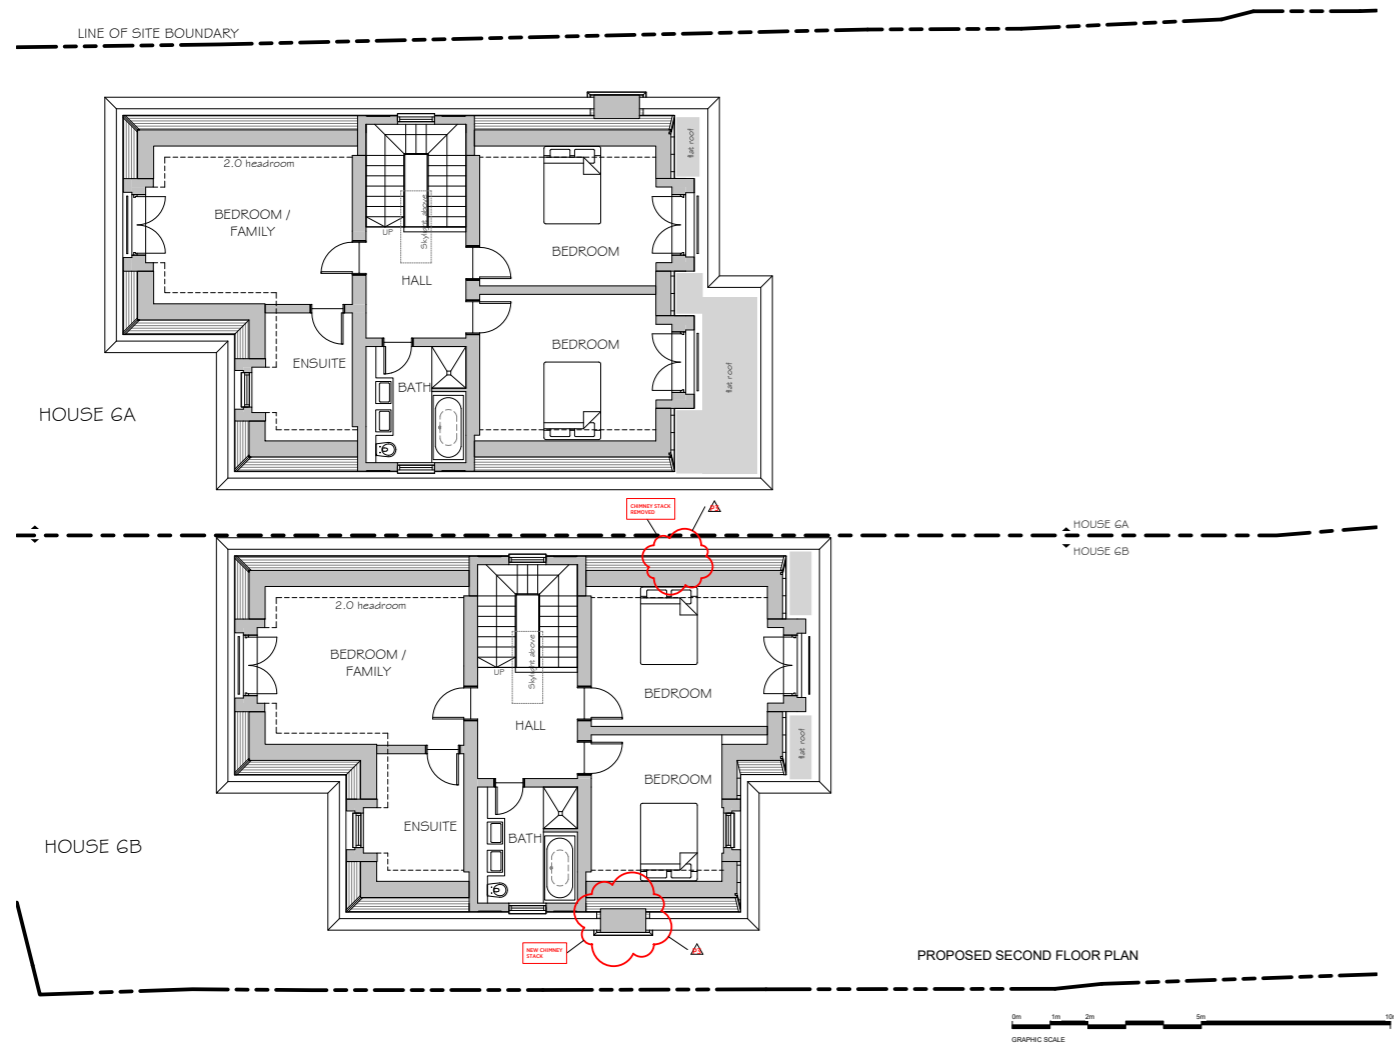 LINE OF SITE BOUNDARY
flat roof
2.0 headroom
BEDROOM /
FAMILY
Skylight above
UP
BEDROOM
HALL
BEDROOM
ENSUITE
flat roof
BATH
HOUSE 6A
CHIMNEY STACK
REMOVED
HOUSE 6A
HOUSE 6B
2.0 headroom
BEDROOM /
FAMILY
Skylight above
UP
BEDROOM
HALL
flat roof
BEDROOM
ENSUITE
BATH
HOUSE 6B
NEW CHIMNEY
STACK
PROPOSED SECOND FLOOR PLAN
0m 1m 2m 5m
GRAPHIC SCALE